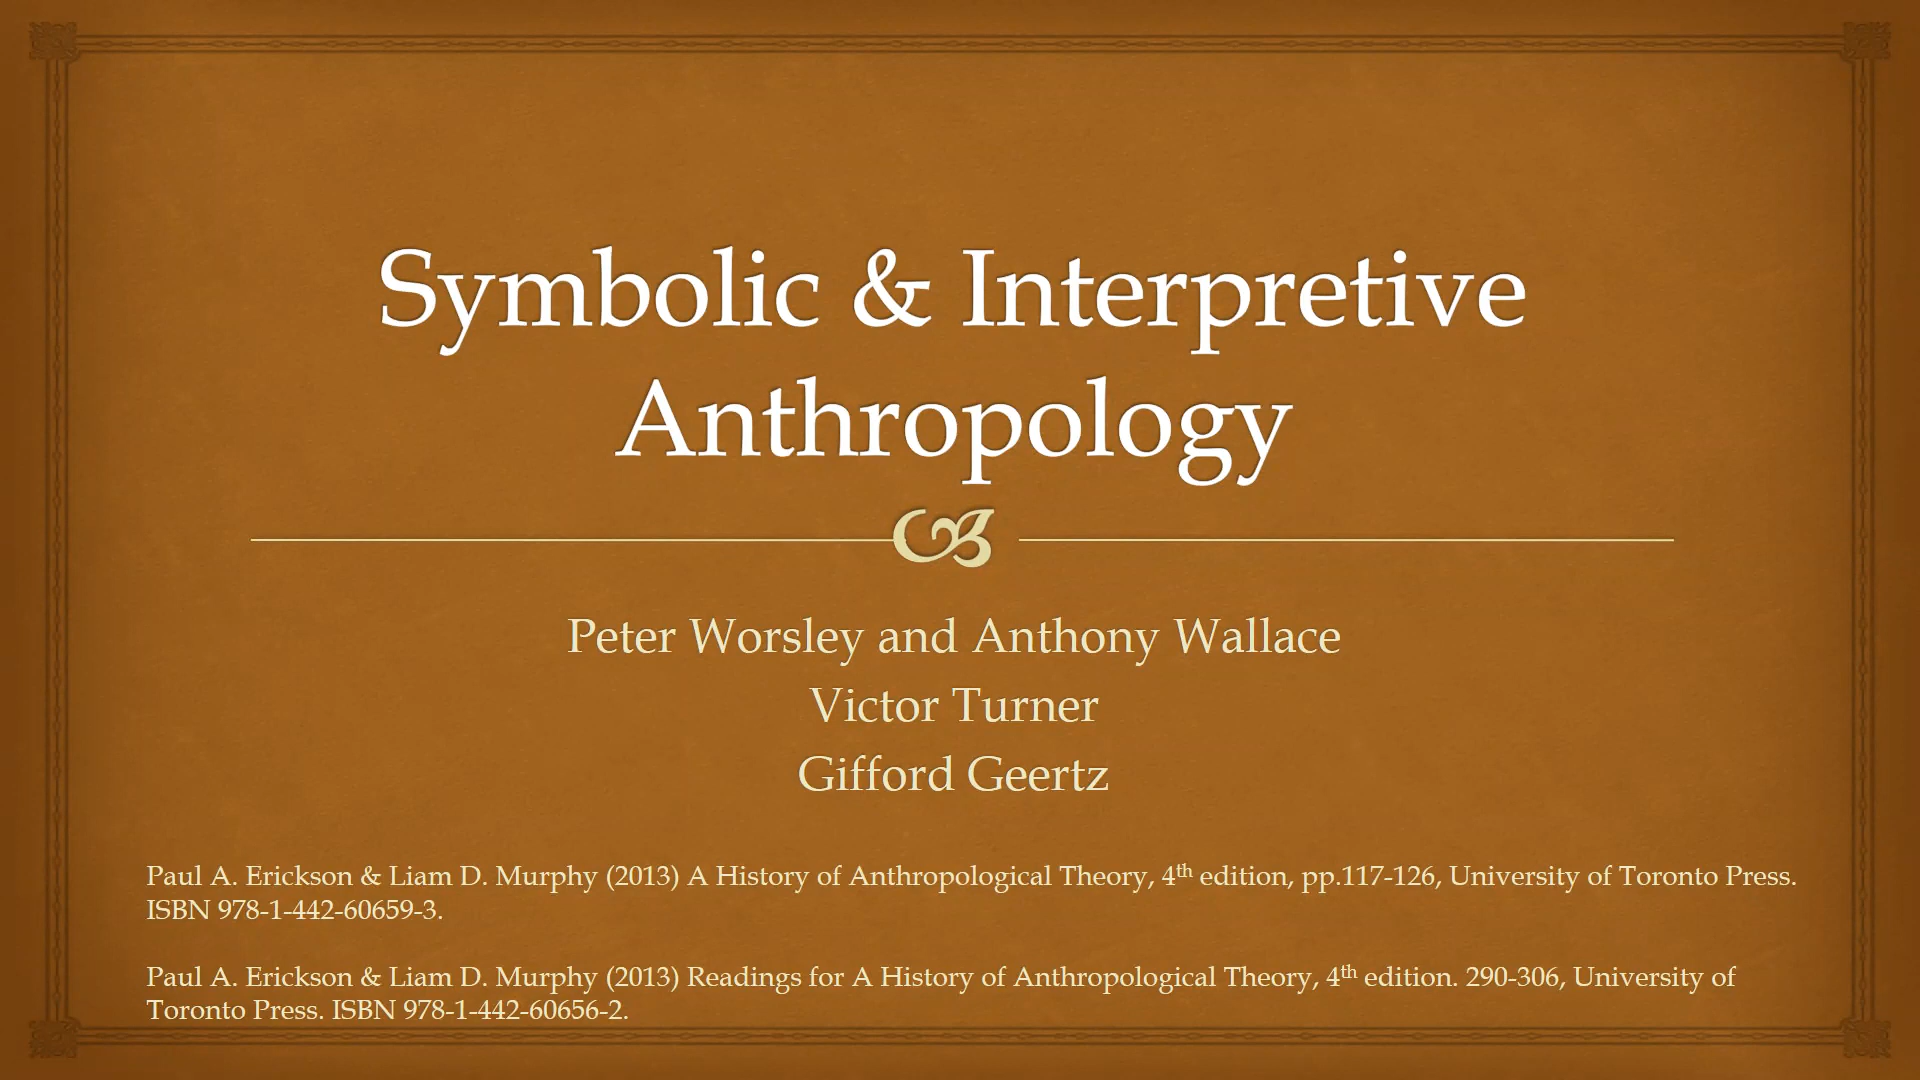 Symbolic & Interpretive
Anthropology
Peter Worsley and Anthony Wallace
Victor Turner
Gifford Geertz
Paul A. Erickson & Liam D. Murphy (2013) A History of Anthropological Theory, 4th edition, pp.117-126, University of Toronto Press.
ISBN 978-1-442-60659-3.
Paul A. Erickson & Liam D. Murphy (2013) Readings for A History of Anthropological Theory, 4th edition. 290-306, University of
Toronto Press. ISBN 978-1-442-60656-2.